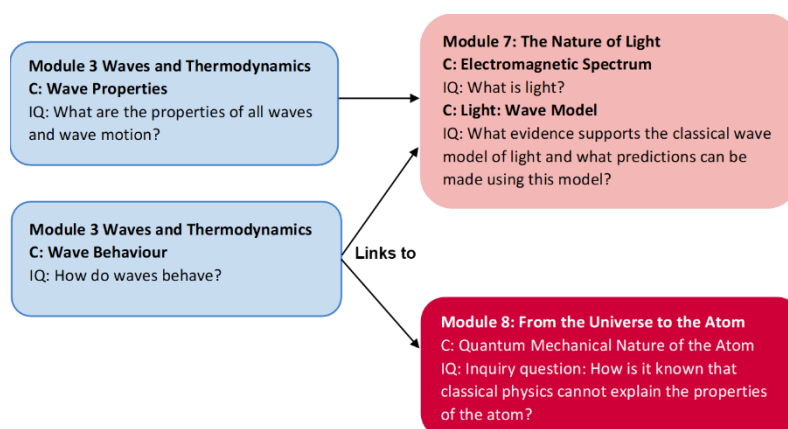 Module 3 Waves and Thermodynamics
C: Wave Properties
IQ: What are the properties of all waves
and wave motion?
Module 7: The Nature of Light
C: Electromagnetic Spectrum
IQ: What is light?
C: Light: Wave Model
IQ: What evidence supports the classical wave
model of light and what predictions can be
made using this model?
Module 3 Waves and Thermodynamics
C: Wave Behaviour
IQ: How do waves behave?
Links to
Module 8: From the Universe to the Atom
C: Quantum Mechanical Nature of the Atom
IQ: Inquiry question: How is it known that
classical physics cannot explain the properties
of the atom?